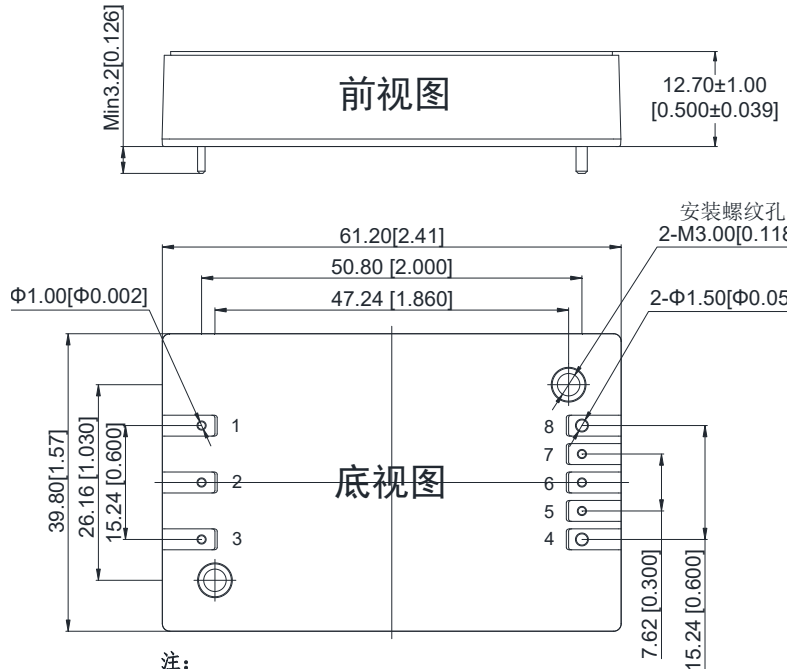 Min3.2[0.126]
前视图
12.70±1.00
[0.500±0.039]
安装螺纹孔
2-M3.00[0.118
61.20[2.41]
50.80 [2.000]
47.24 [1.860]
Φ1.00[Φ0.002]
2-Φ1.50[Φ0.05
39.80[1.57]
26.16 [1.030]
15.24 [0.600]
1
2
3
底视图
8
7
6
5
4
7.62 [0.300]
15.24 [0.600]
注：